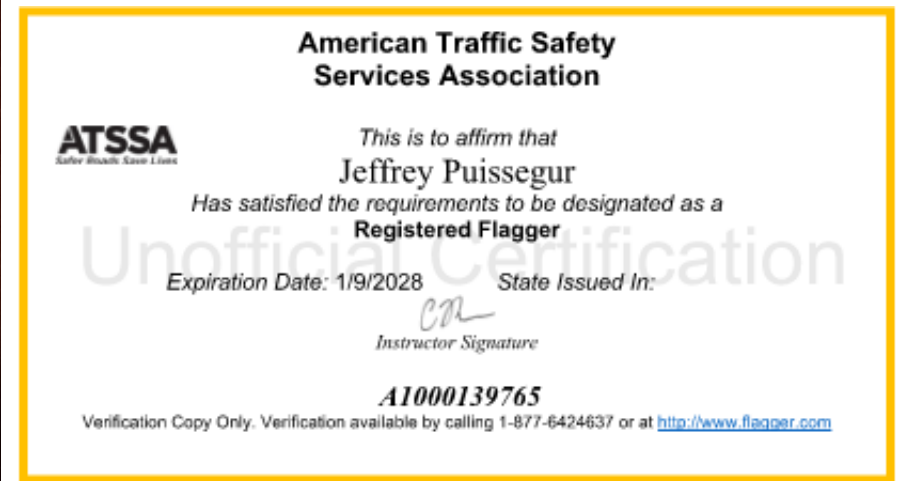 American Traffic Safety
Services Association
ATSSA
Safer Roads Save Lives
This is to affirm that
Jeffrey Puissegur
Has satisfied the requirements to be designated as a
Registered Flagger
Unofficial Certification
Expiration Date: 1/9/2028 State Issued In:
Instructor Signature
A1000139765
Verification Copy Only. Verification available by calling 1-877-6424637 or at http://www.flagger.com